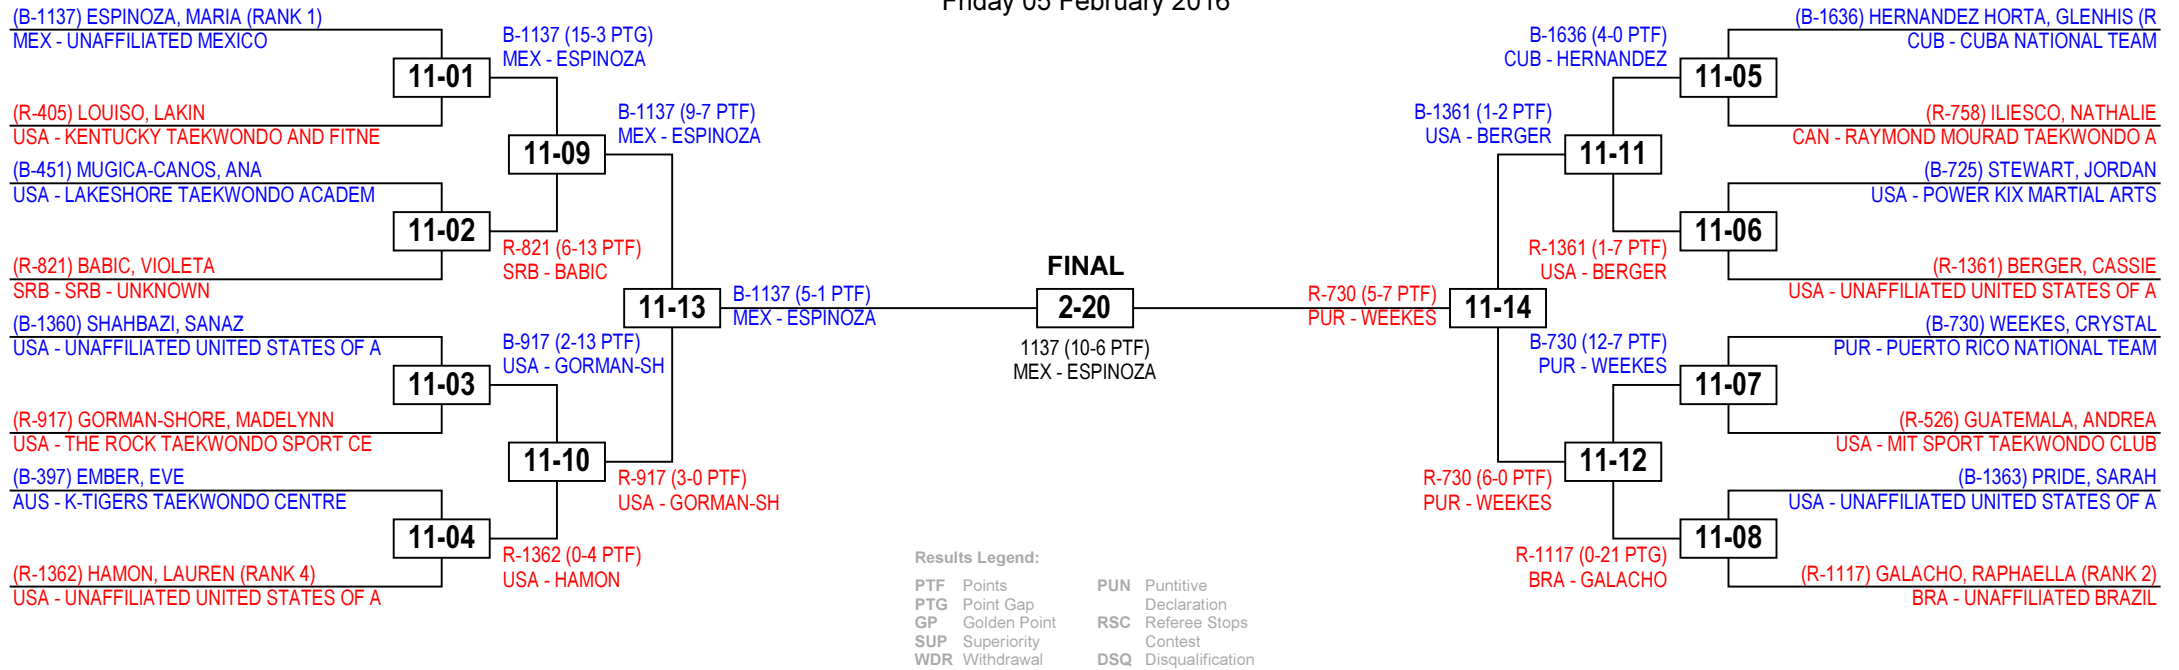 Friday 05 February 2016
(B-1137) ESPINOZA, MARIA (RANK 1)
MEX - UNAFFILIATED MEXICO
11-01
(R-405) LOUISO, LAKIN
USA - KENTUCKY TAEKWONDO AND FITNE
(B-451) MUGICA-CANOS, ANA
USA - LAKESHORE TAEKWONDO ACADEM
11-02
(R-821) BABIC, VIOLETA
SRB - SRB - UNKNOWN
(B-1360) SHAHBAZI, SANAZ
USA - UNAFFILIATED UNITED STATES OF A
11-03
(R-917) GORMAN-SHORE, MADELYNN
USA - THE ROCK TAEKWONDO SPORT CE
(B-397) EMBER, EVE
AUS - K-TIGERS TAEKWONDO CENTRE
11-04
(R-1362) HAMON, LAUREN (RANK 4)
USA - UNAFFILIATED UNITED STATES OF A
B-1137 (15-3 PTG)
MEX - ESPINOZA
11-09
R-821 (6-13 PTF)
SRB - BABIC
B-917 (2-13 PTF)
USA - GORMAN-SH
11-10
R-1362 (0-4 PTF)
USA - HAMON
B-1137 (9-7 PTF)
MEX - ESPINOZA
11-13
R-917 (3-0 PTF)
USA - GORMAN-SH
B-1137 (5-1 PTF)
MEX - ESPINOZA
FINAL
2-20
1137 (10-6 PTF)
MEX - ESPINOZA
R-730 (5-7 PTF)
PUR - WEEKES
11-14
B-1361 (1-2 PTF)
USA - BERGER
11-11
R-730 (6-0 PTF)
PUR - WEEKES
11-12
B-1636 (4-0 PTF)
CUB - HERNANDEZ
11-05
R-1361 (1-7 PTF)
USA - BERGER
11-06
B-730 (12-7 PTF)
PUR - WEEKES
11-07
R-1117 (0-21 PTG)
BRA - GALACHO
11-08
(B-1636) HERNANDEZ HORTA, GLENHIS (R
CUB - CUBA NATIONAL TEAM
(R-758) ILIESCO, NATHALIE
CAN - RAYMOND MOURAD TAEKWONDO A
(B-725) STEWART, JORDAN
USA - POWER KIX MARTIAL ARTS
(R-1361) BERGER, CASSIE
USA - UNAFFILIATED UNITED STATES OF A
(B-730) WEEKES, CRYSTAL
PUR - PUERTO RICO NATIONAL TEAM
(R-526) GUATEMALA, ANDREA
USA - MIT SPORT TAEKWONDO CLUB
(B-1363) PRIDE, SARAH
USA - UNAFFILIATED UNITED STATES OF A
(R-1117) GALACHO, RAPHAELLA (RANK 2)
BRA - UNAFFILIATED BRAZIL
Results Legend:
PTF Points
PTG Point Gap
GP Golden Point
SUP Superiority
WDR Withdrawal
PUN Puntitive
Declaration
RSC Referee Stops
Contest
DSQ Disqualification